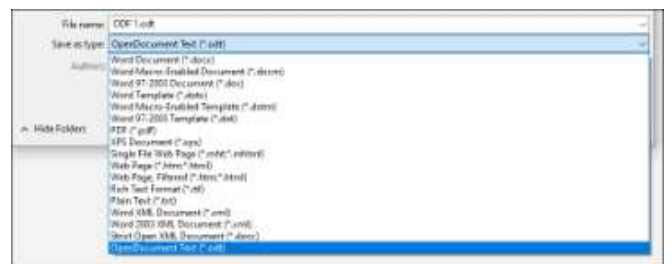 File name: ODF 1.odt
Save as type: OpenDocument Text (*.odt)
Authors:
Word Document (*.docx)
Word Macro-Enabled Document (*.docm)
Word 97-2003 Document (*.doc)
Word Template (*.dotx)
Word Macro-Enabled Template (*.dotm)
Word 97-2003 Template (*.dot)
PDF (*.pdf)
XPS Document (*.xps)
Single File Web Page (*.mht;*.mhtml)
Web Page (*.htm;*.html)
Web Page, Filtered (*.htm;*.html)
Rich Text Format (*.rtf)
Plain Text (*.txt)
Word XML Document (*.xml)
Word 2003 XML Document (*.xml)
Strict Open XML Document (*.docx)
OpenDocument Text (*.odt)
Hide Folders